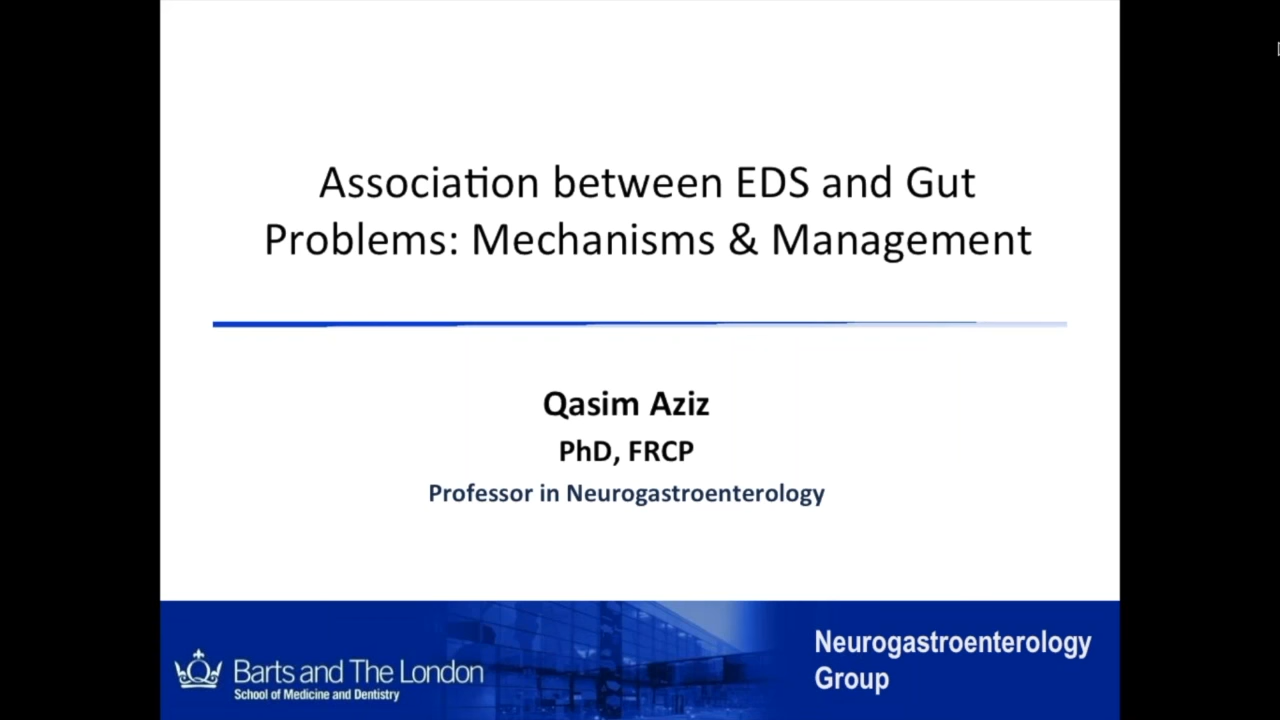 Association between EDS and Gut
Problems: Mechanisms & Management
Qasim Aziz
PhD, FRCP
Professor in Neurogastroenterology
Barts and The London
School of Medicine and Dentistry
Neurogastroenterology
Group